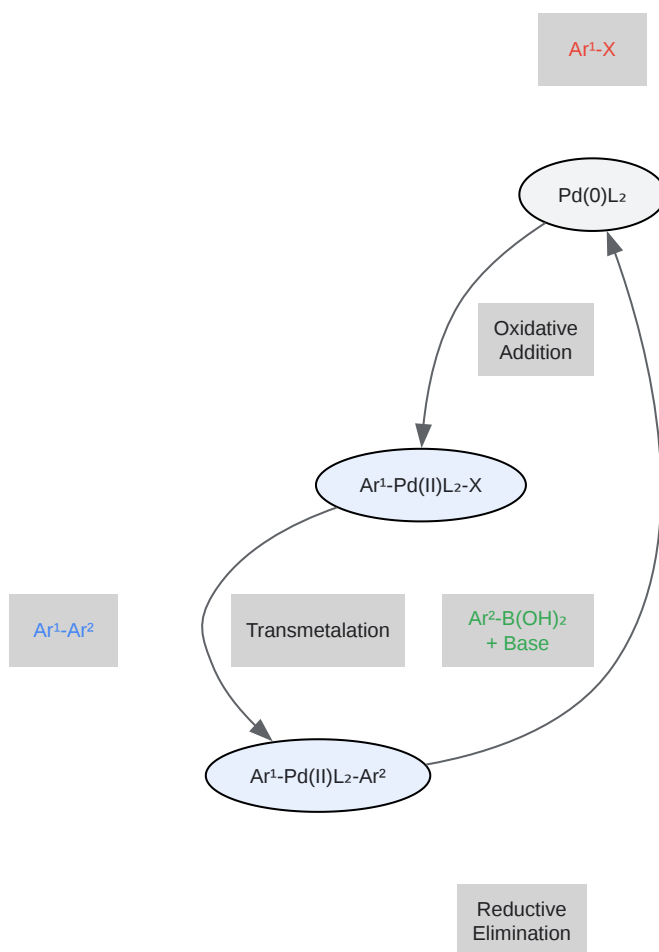 Ar¹-X
Pd(0)L₂
Oxidative
Addition
Ar¹-Pd(II)L₂-X
Ar¹-Ar²
Transmetalation
Ar²-B(OH)₂
+ Base
Ar¹-Pd(II)L₂-Ar²
Reductive
Elimination